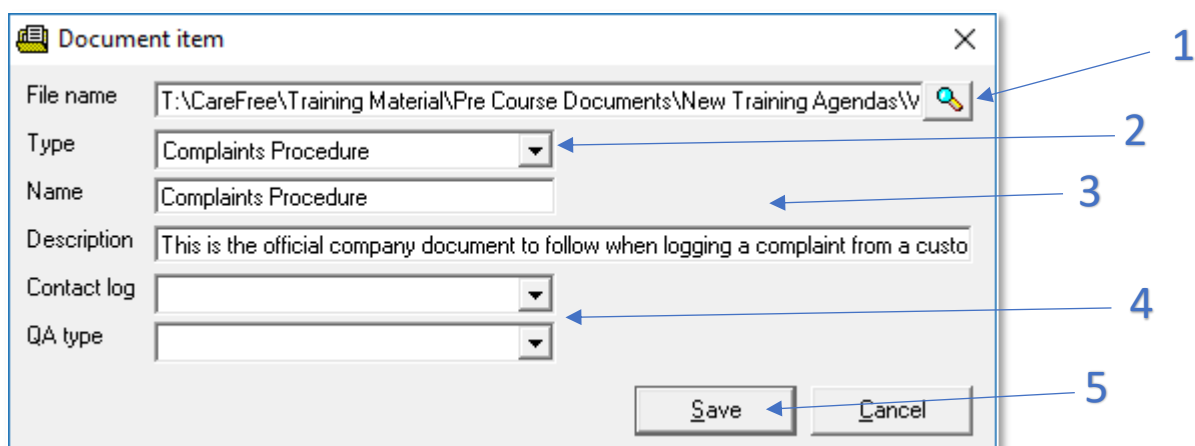 Document item
1
File name T:\CareFree\Training Material\Pre Course Documents\New Training Agendas\V
Type Complaints Procedure
2
Name Complaints Procedure
3
Description This is the official company document to follow when logging a complaint from a custo
Contact log
4
QA type
Save Cancel
5